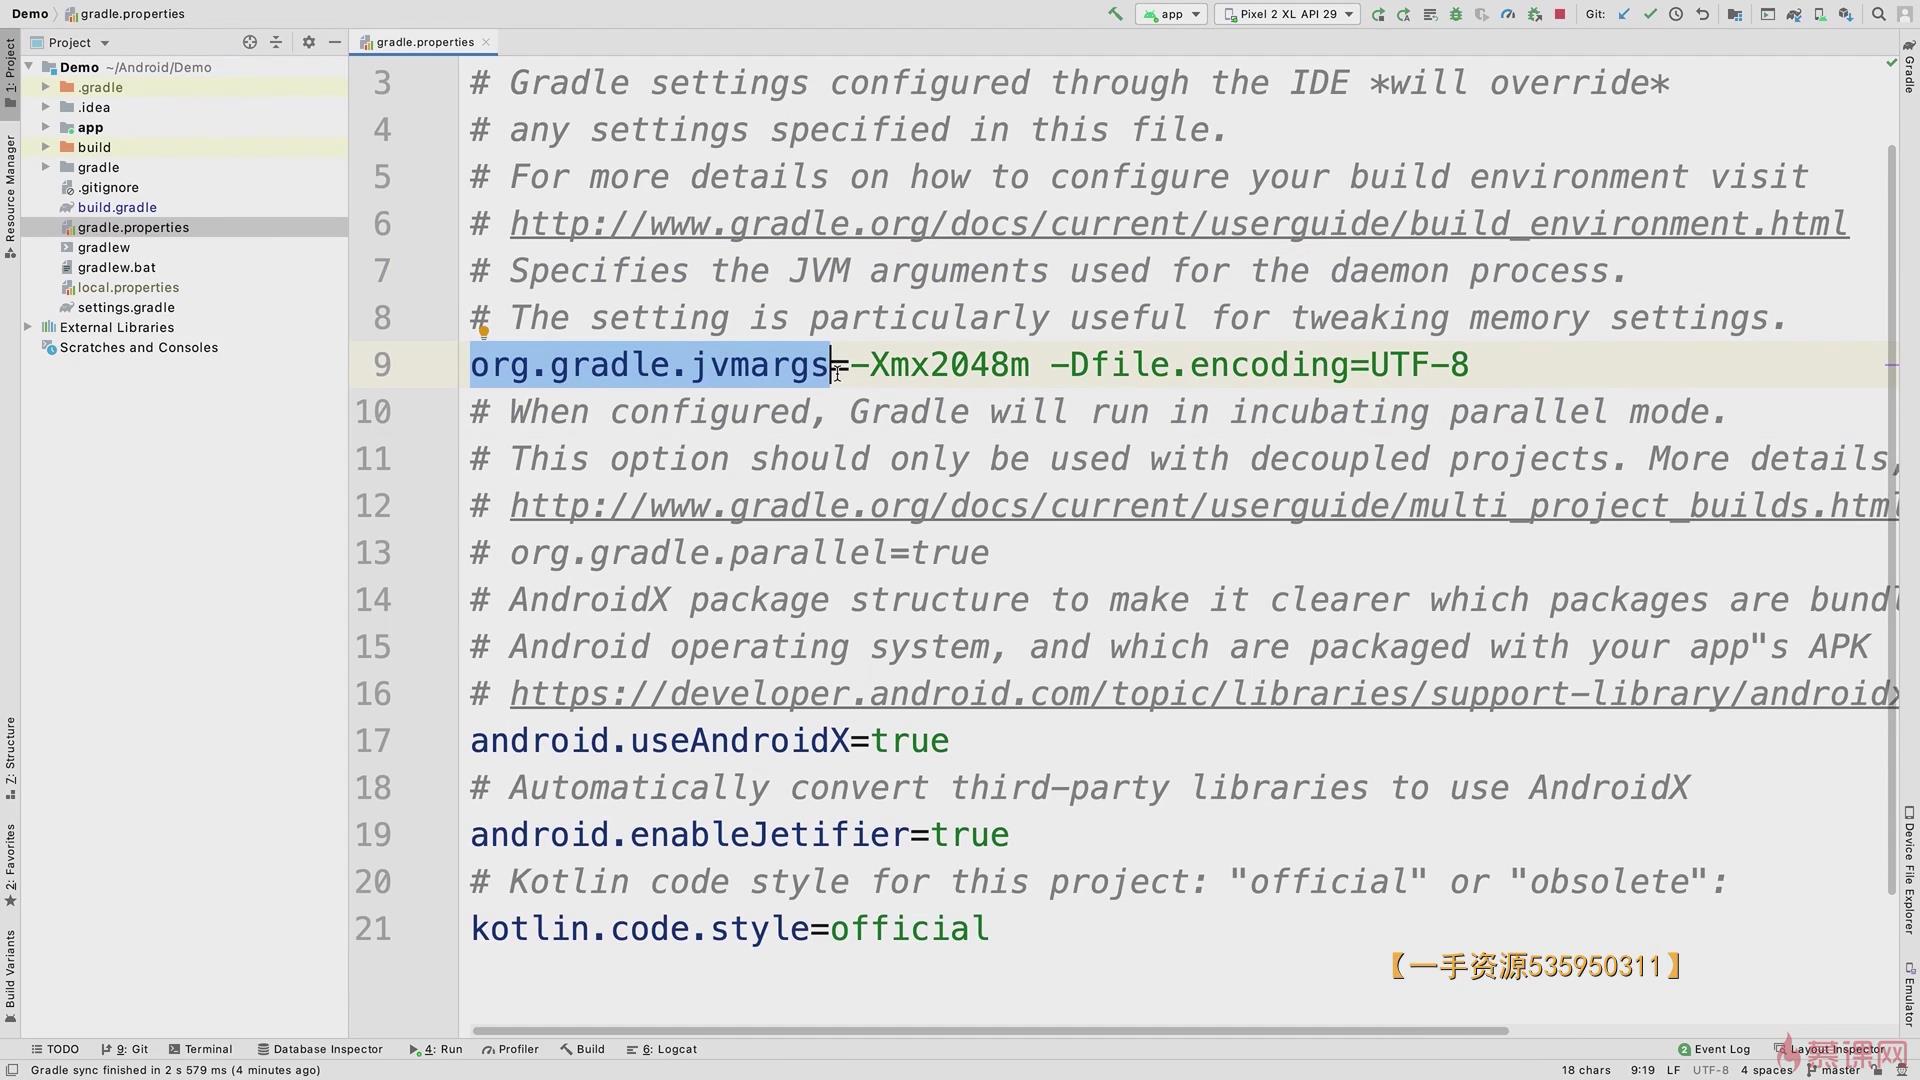 Demo
gradle.properties
app
Pixel 2 XL API 29
Git:
Project
gradle.properties
1: Project
Resource Manager
7: Structure
2: Favorites
Build Variants
Demo ~/Android/Demo
.gradle
.idea
app
build
gradle
.gitignore
build.gradle
gradle.properties
gradlew
gradlew.bat
local.properties
settings.gradle
External Libraries
Scratches and Consoles
3 # Gradle settings configured through the IDE *will override*
4 # any settings specified in this file.
5 # For more details on how to configure your build environment visit
6 # http://www.gradle.org/docs/current/userguide/build_environment.html
7 # Specifies the JVM arguments used for the daemon process.
8 # The setting is particularly useful for tweaking memory settings.
9 org.gradle.jvmargs=-Xmx2048m -Dfile.encoding=UTF-8
10 # When configured, Gradle will run in incubating parallel mode.
11 # This option should only be used with decoupled projects. More details,
12 # http://www.gradle.org/docs/current/userguide/multi_project_builds.html
13 # org.gradle.parallel=true
14 # AndroidX package structure to make it clearer which packages are bund
15 # Android operating system, and which are packaged with your app"s APK
16 # https://developer.android.com/topic/libraries/support-library/androidx
17 android.useAndroidX=true
18 # Automatically convert third-party libraries to use AndroidX
19 android.enableJetifier=true
20 # Kotlin code style for this project: "official" or "obsolete":
21 kotlin.code.style=official
【一手资源535950311】
Gradle
Device File Explorer
Emulator
TODO
9: Git
Terminal
Database Inspector
4: Run
Profiler
Build
6: Logcat
2 Event Log
Layout Inspector
慕课网
Gradle sync finished in 2 s 579 ms (4 minutes ago)
18 chars
9:19
LF
UTF-8
4 spaces
master